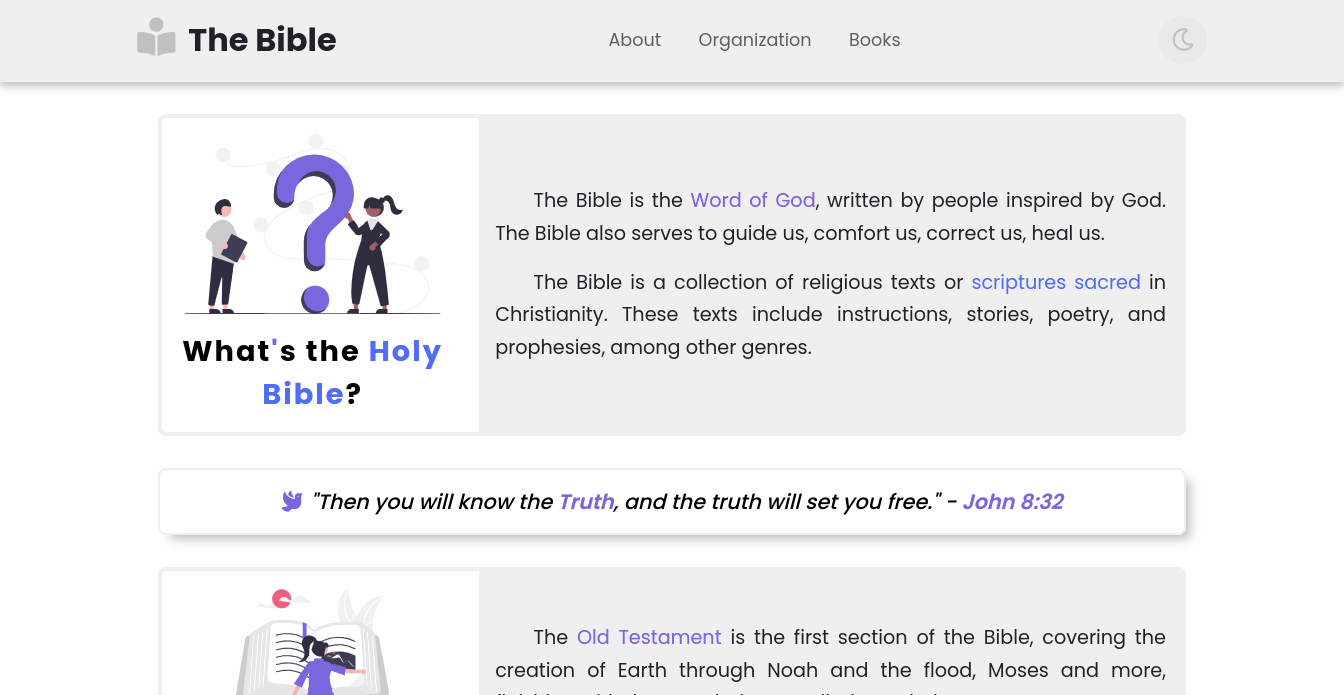 The Bible
About Organization Books
What's the Holy
Bible?
The Bible is the Word of God, written by people inspired by God.
The Bible also serves to guide us, comfort us, correct us, heal us.
The Bible is a collection of religious texts or scriptures sacred in
Christianity. These texts include instructions, stories, poetry, and
prophesies, among other genres.
"Then you will know the Truth, and the truth will set you free." - John 8:32
The Old Testament is the first section of the Bible, covering the
creation of Earth through Noah and the flood, Moses and more,